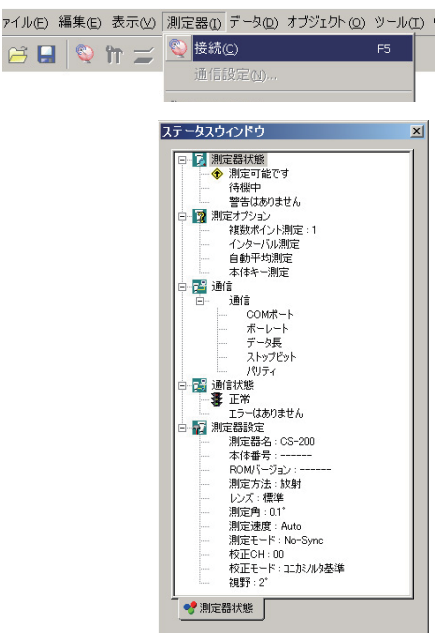 ァイル(E) 編集(E) 表示(V) 測定器(I) データ(D) オブジェクト(O) ツール(T)
接続(C) F5
通信設定(N)...
ステータスウィンドウ
測定器状態
測定可能です
待機中
警告はありません
測定オプション
複数ポイント測定 : 1
インターバル測定
自動平均測定
本体キー測定
通信
通信
COMポート
ボーレート
データ長
ストップビット
パリティ
通信状態
正常
エラーはありません
測定器設定
測定器名 : CS-200
本体番号 : ------
ROMバージョン : ------
測定方法 : 放射
レンズ : 標準
測定角 : 0.1°
測定速度 : Auto
測定モード : No-Sync
校正CH : 00
校正モード : コニカミノルタ基準
視野 : 2°
測定器状態